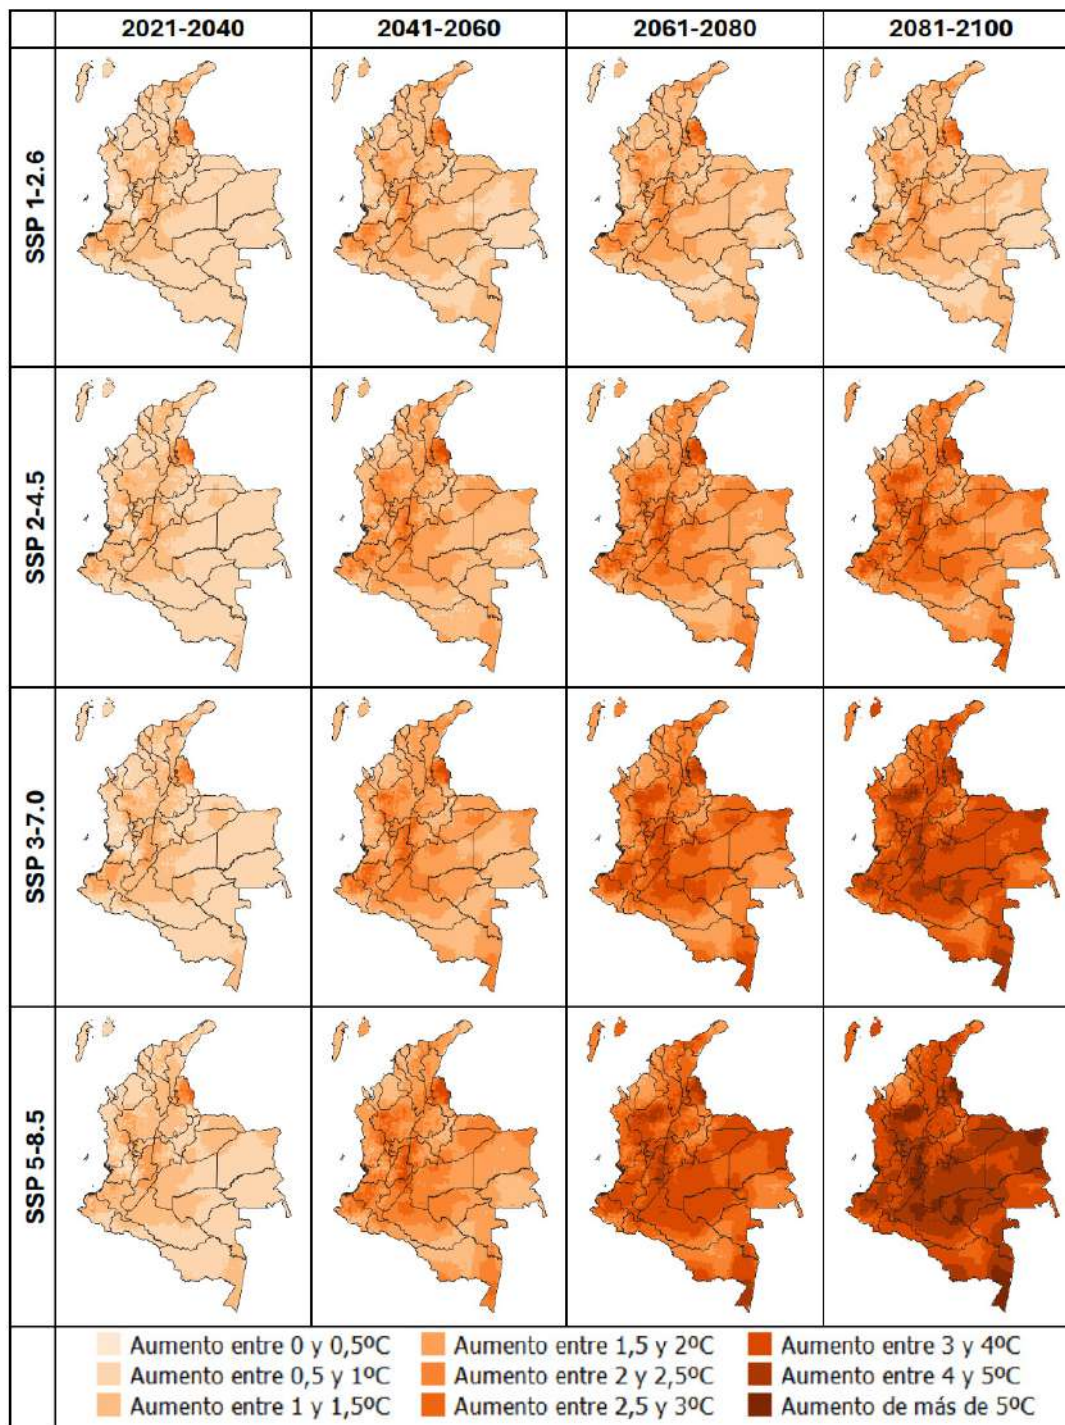 2021-2040 2041-2060 2061-2080 2081-2100
SSP 1-2.6
SSP 2-4.5
SSP 3-7.0
SSP 5-8.5
Aumento entre 0 y 0,5ºC Aumento entre 1,5 y 2ºC Aumento entre 3 y 4ºC
Aumento entre 0,5 y 1ºC Aumento entre 2 y 2,5ºC Aumento entre 4 y 5ºC
Aumento entre 1 y 1,5ºC Aumento entre 2,5 y 3ºC Aumento de más de 5ºC